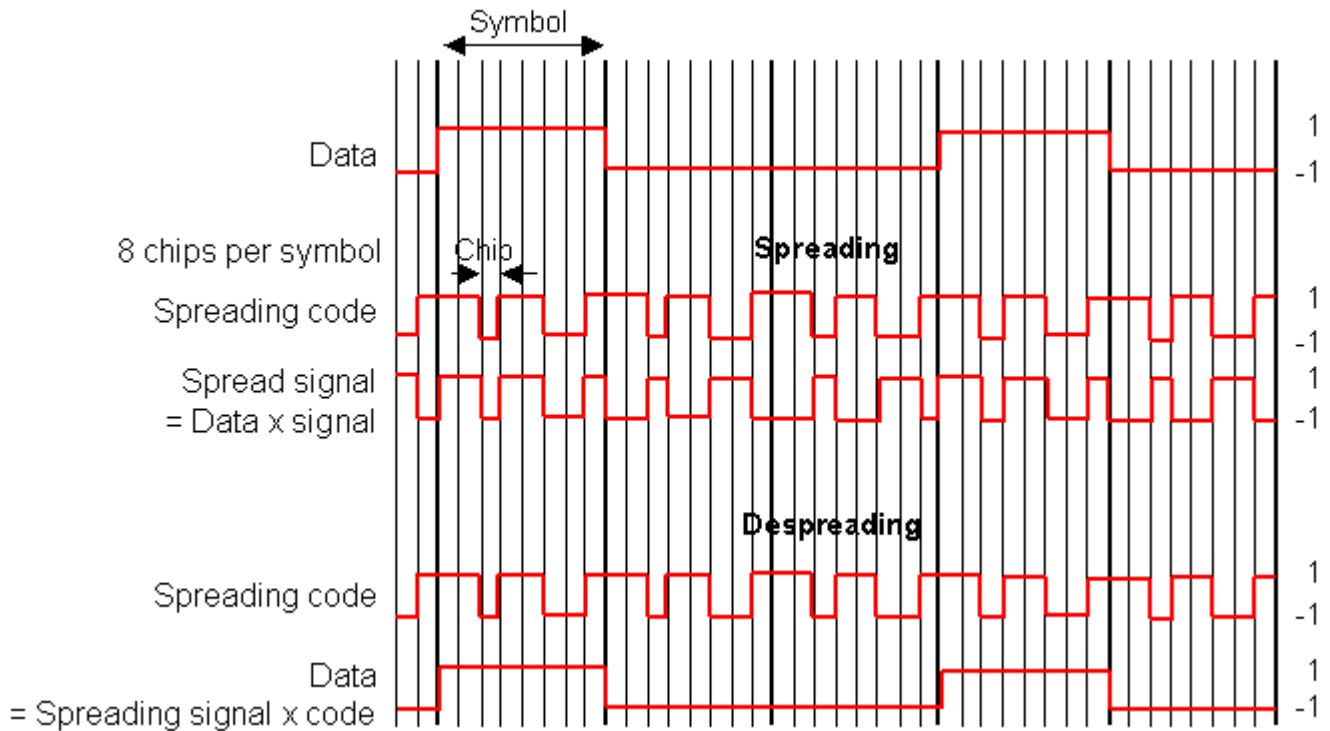 Symbol
Data
1
-1
8 chips per symbol
Chip
Spreading
Spreading code
1
-1
Spread signal
= Data x signal
1
-1
Despreading
Spreading code
1
-1
Data
= Spreading signal x code
1
-1